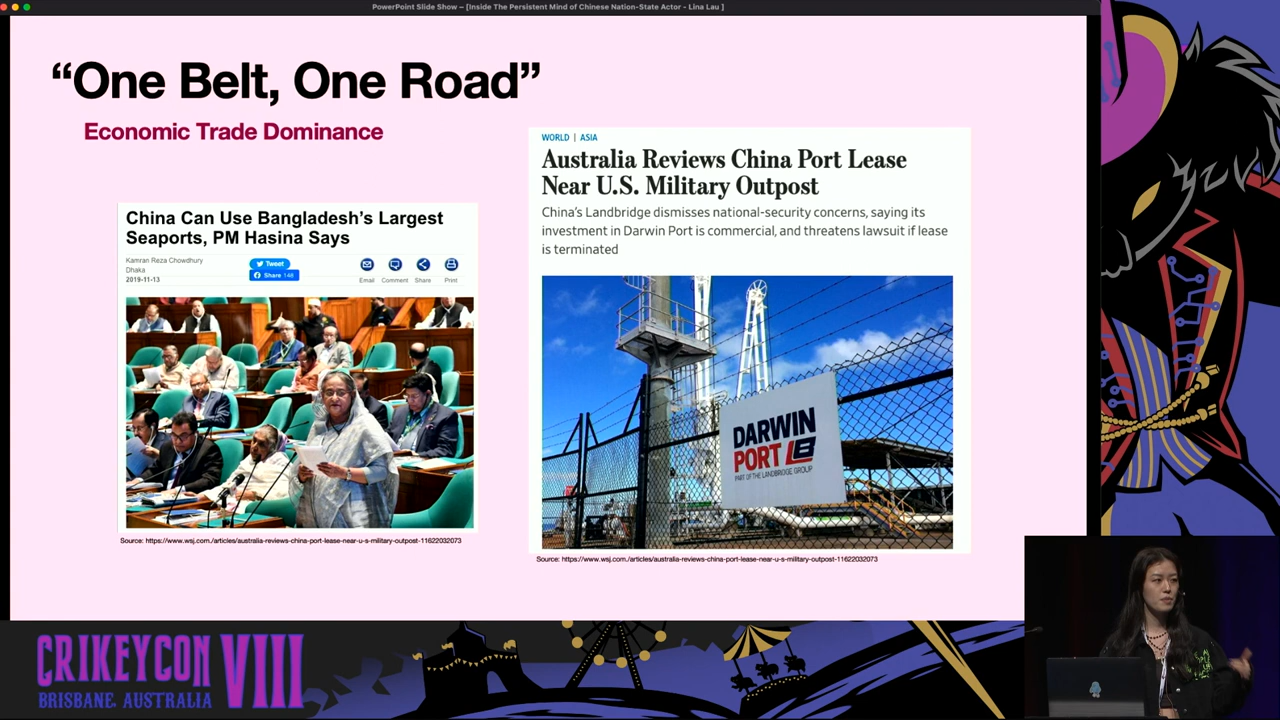 PowerPoint Slide Show – [Inside The Persistent Mind of Chinese Nation-State Actor - Lina Lau ]
“One Belt, One Road”
Economic Trade Dominance
China Can Use Bangladesh’s Largest
Seaports, PM Hasina Says
Kamran Reza Chowdhury
Dhaka
2019-11-13
Tweet
Share 148
Email
Comment
Share
Print
Source: https://www.wsj.com./articles/australia-reviews-china-port-lease-near-u-s-military-outpost-11622032073
WORLD | ASIA
Australia Reviews China Port Lease
Near U.S. Military Outpost
China’s Landbridge dismisses national-security concerns, saying its
investment in Darwin Port is commercial, and threatens lawsuit if lease
is terminated
DARWIN
PORT
PART OF THE LANDBRIDGE GROUP
Source: https://www.wsj.com./articles/australia-reviews-china-port-lease-near-u-s-military-outpost-11622032073
CRIKEYCON VIII
BRISBANE, AUSTRALIA